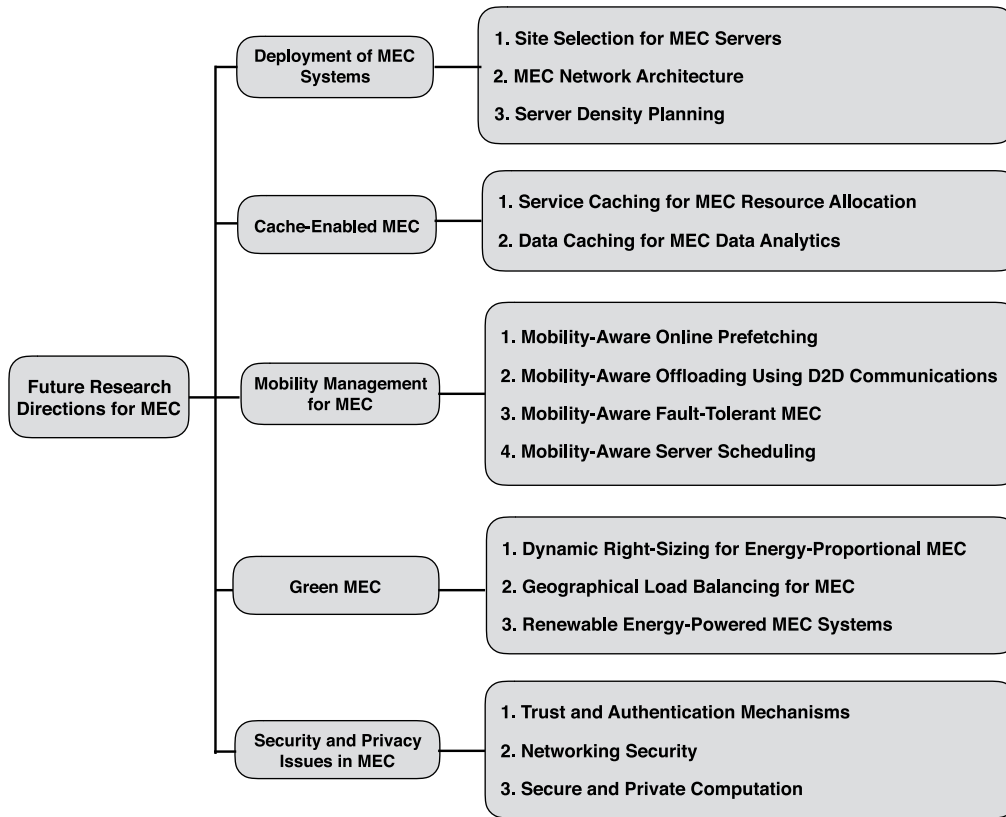 Deployment of MEC
Systems
1. Site Selection for MEC Servers
2. MEC Network Architecture
3. Server Density Planning
Cache-Enabled MEC
1. Service Caching for MEC Resource Allocation
2. Data Caching for MEC Data Analytics
Future Research
Directions for MEC
Mobility Management
for MEC
1. Mobility-Aware Online Prefetching
2. Mobility-Aware Offloading Using D2D Communications
3. Mobility-Aware Fault-Tolerant MEC
4. Mobility-Aware Server Scheduling
Green MEC
1. Dynamic Right-Sizing for Energy-Proportional MEC
2. Geographical Load Balancing for MEC
3. Renewable Energy-Powered MEC Systems
Security and Privacy
Issues in MEC
1. Trust and Authentication Mechanisms
2. Networking Security
3. Secure and Private Computation